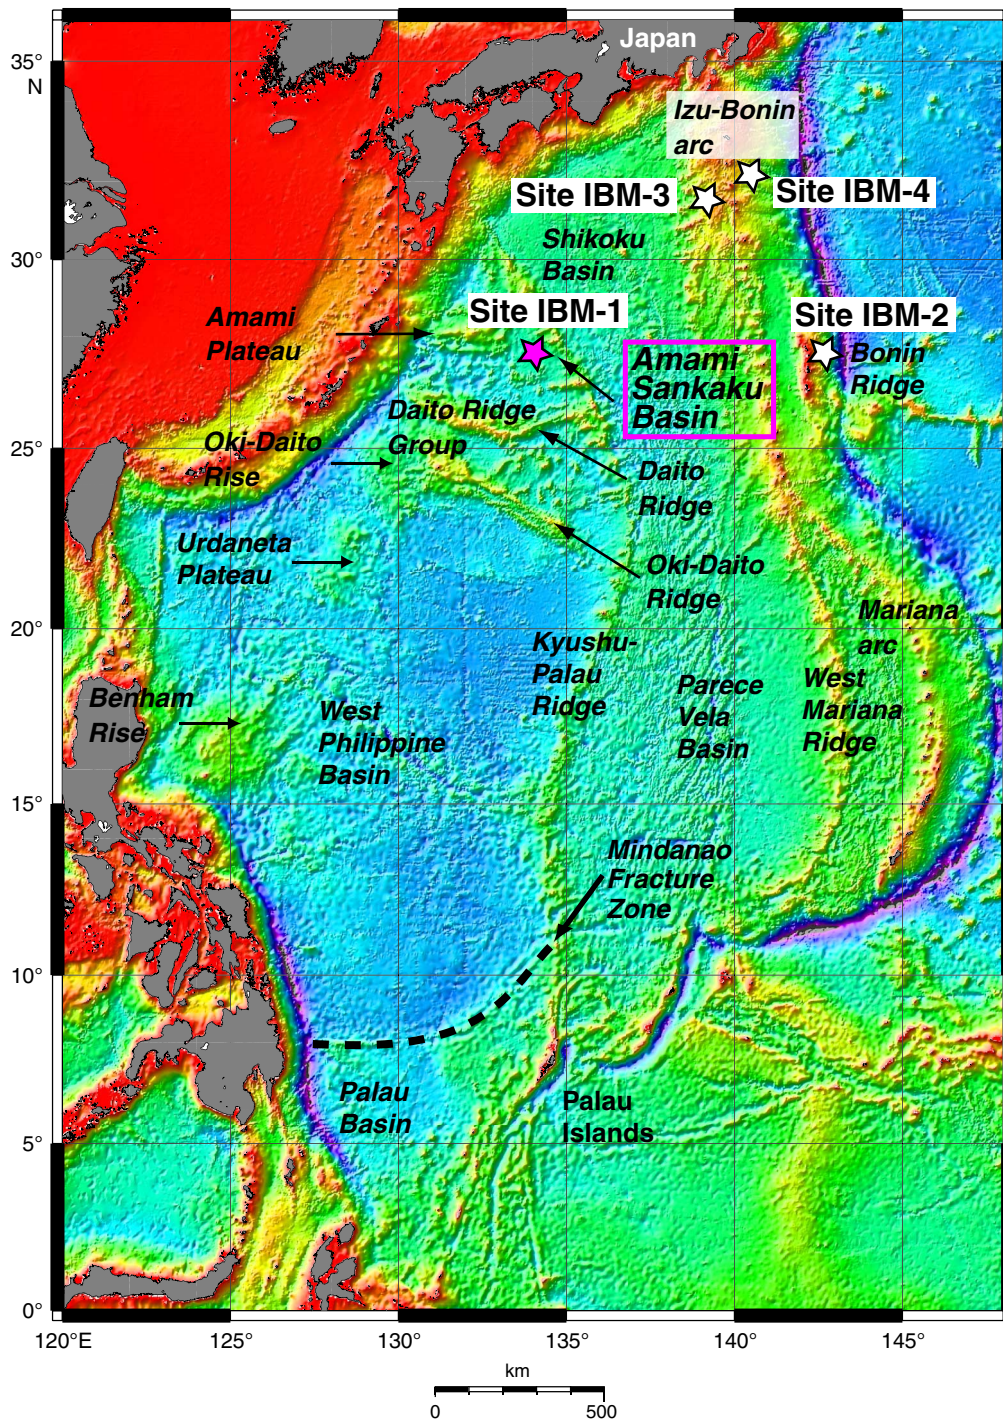 Japan
35°
N
Izu-Bonin
arc
Site IBM-3
Site IBM-4
Shikoku
Basin
30°
Site IBM-1
Site IBM-2
Amami
Plateau
Amami
Sankaku
Basin
Bonin
Ridge
Daito Ridge
Group
Oki-Daito
Rise
25°
Daito
Ridge
Urdaneta
Plateau
Oki-Daito
Ridge
Mariana
arc
20°
Kyushu-
Palau
Ridge
Parece
Vela
Basin
West
Mariana
Ridge
Benham
Rise
West
Philippine
Basin
15°
Mindanao
Fracture
Zone
10°
Palau
Basin
Palau
Islands
5°
0°
120°E
125°
130°
135°
140°
145°
km
0
500